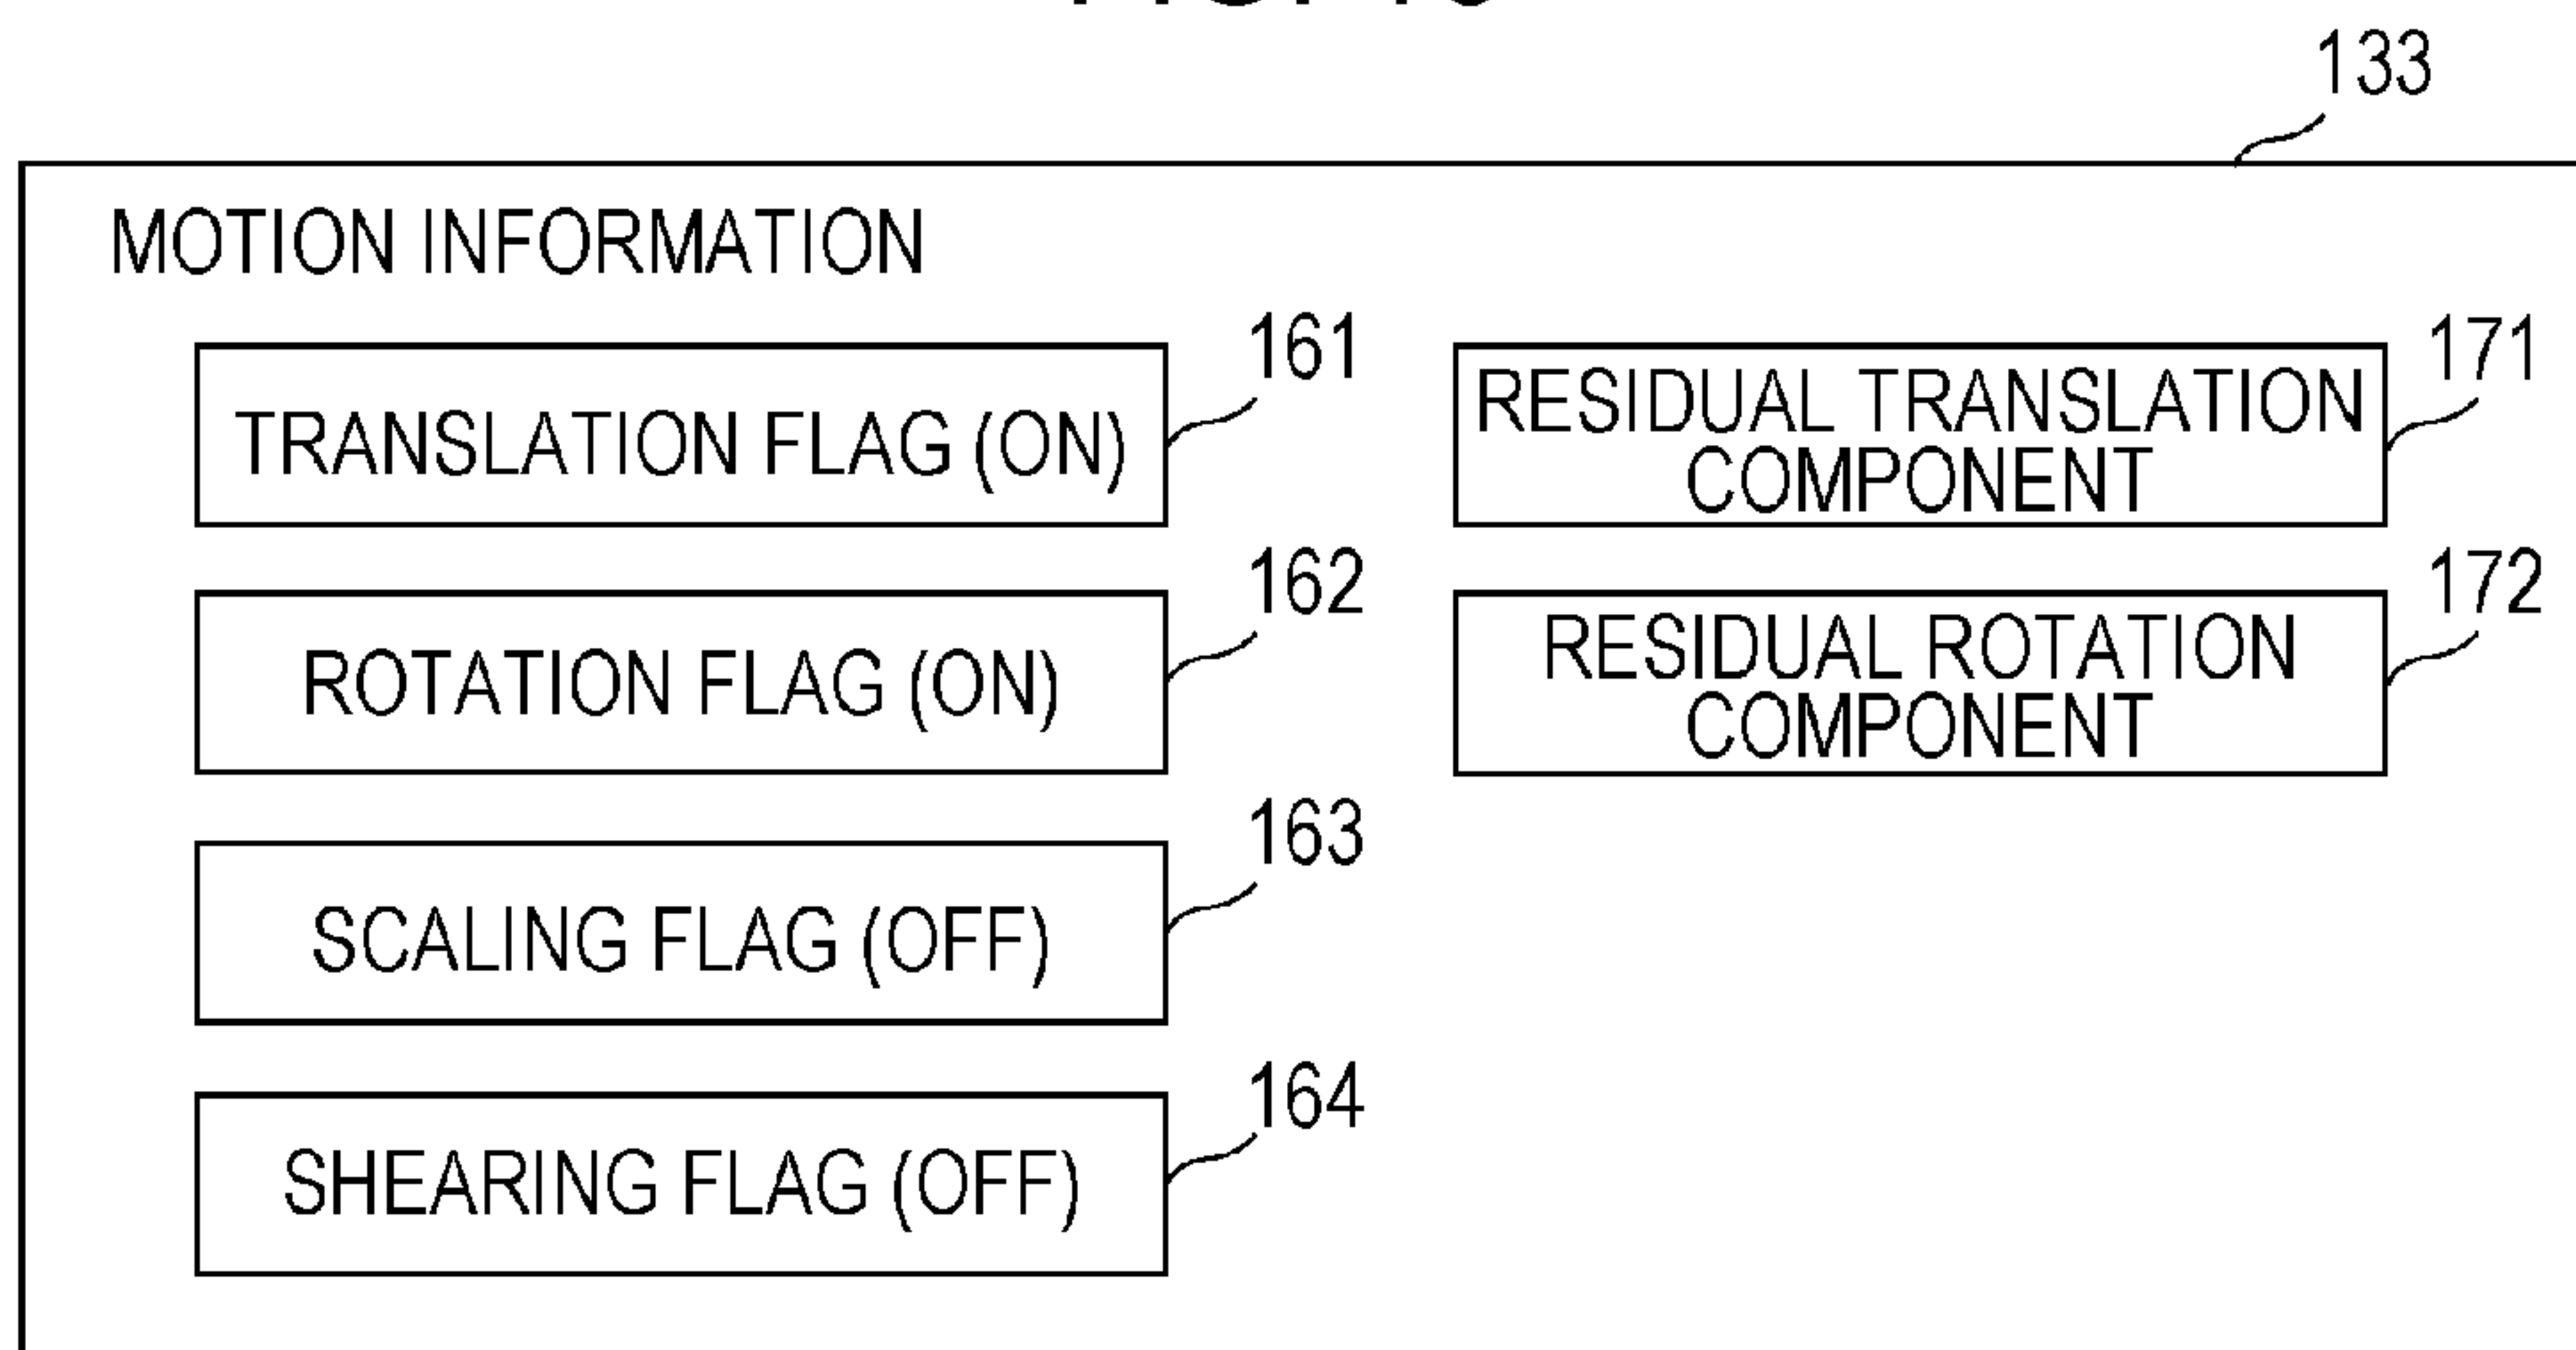 133
MOTION INFORMATION
161
TRANSLATION FLAG (ON)
171
RESIDUAL TRANSLATION
COMPONENT
162
ROTATION FLAG (ON)
172
RESIDUAL ROTATION
COMPONENT
163
SCALING FLAG (OFF)
164
SHEARING FLAG (OFF)